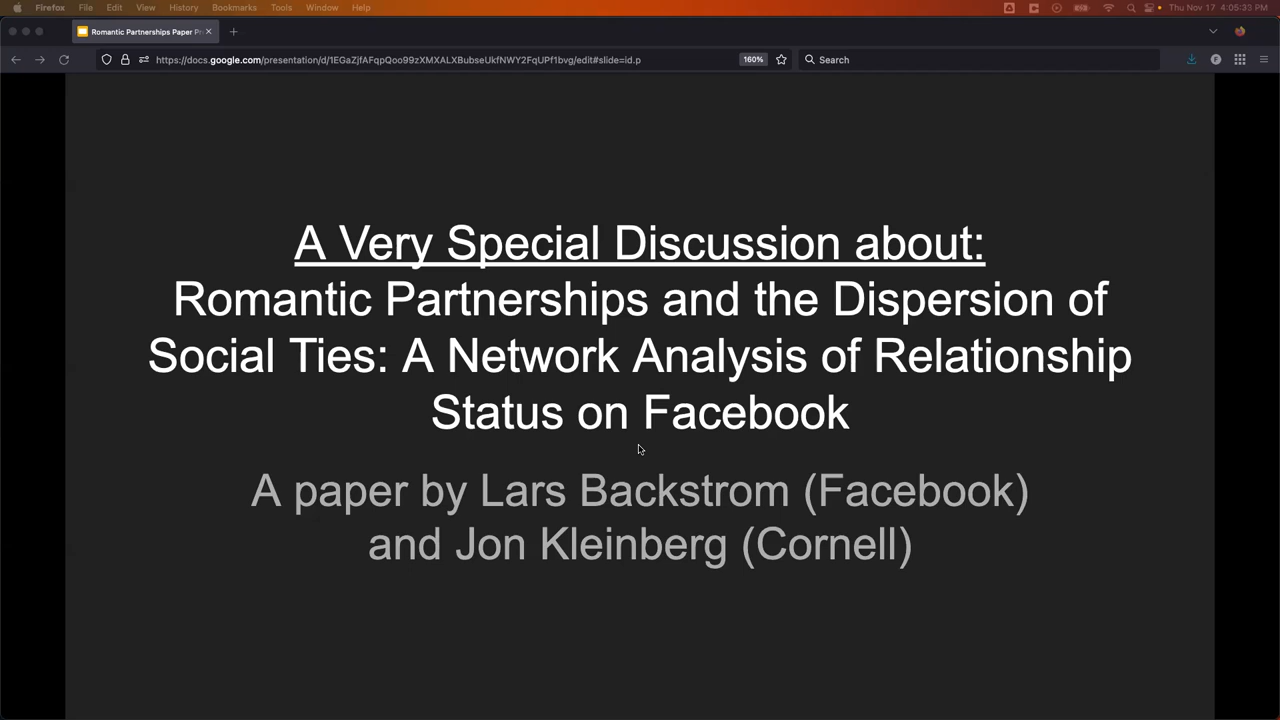 Firefox File Edit View History Bookmarks Tools Window Help Thu Nov 17 4:05:33 PM
Romantic Partnerships Paper Pr
https://docs.google.com/presentation/d/1EGaZjfAFqpQoo99zXMXALXBubseUkfNWY2FqUPf1bvg/edit#slide=id.p 160% Search
A Very Special Discussion about:
Romantic Partnerships and the Dispersion of
Social Ties: A Network Analysis of Relationship
Status on Facebook
A paper by Lars Backstrom (Facebook)
and Jon Kleinberg (Cornell)